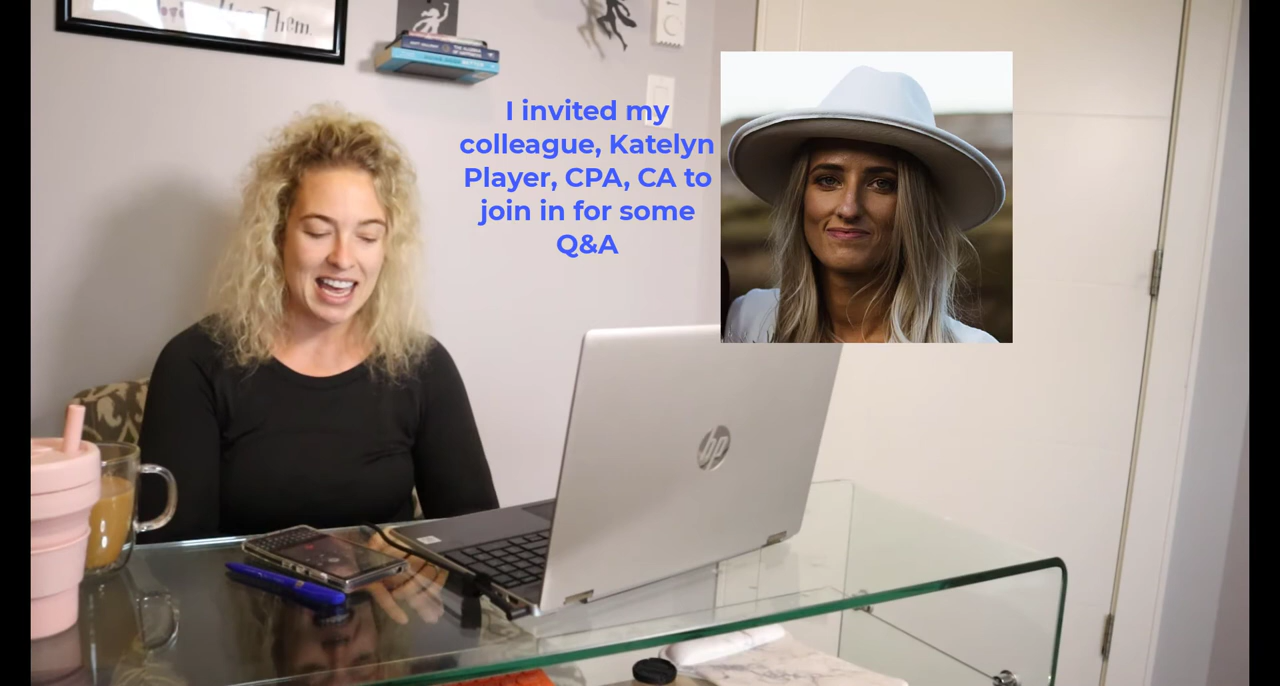 Them.
I invited my
colleague, Katelyn
Player, CPA, CA to
join in for some
Q&A
hp